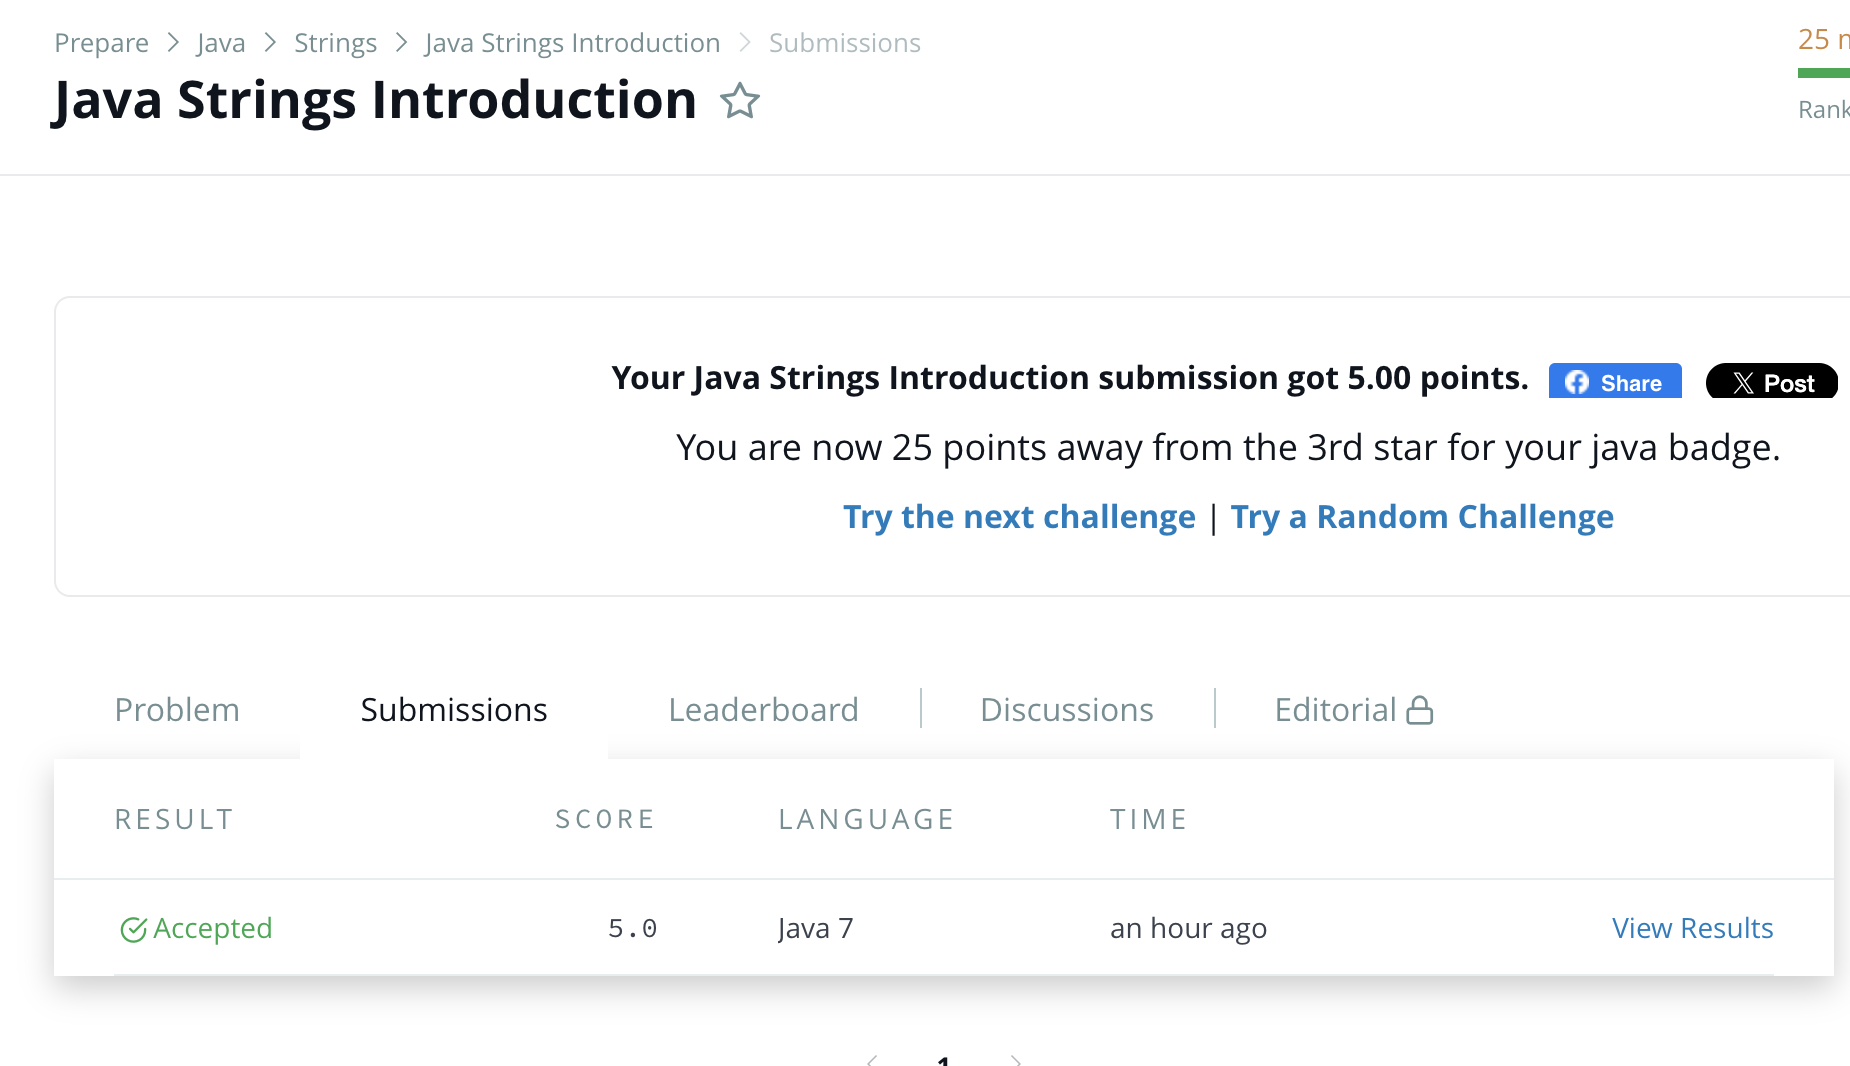 Prepare > Java > Strings > Java Strings Introduction > Submissions
25
Java Strings Introduction
Your Java Strings Introduction submission got 5.00 points. Share Post
You are now 25 points away from the 3rd star for your java badge.
Try the next challenge | Try a Random Challenge
Problem Submissions Leaderboard Discussions Editorial
RESULT SCORE LANGUAGE TIME
Accepted 5.0 Java 7 an hour ago View Results
1